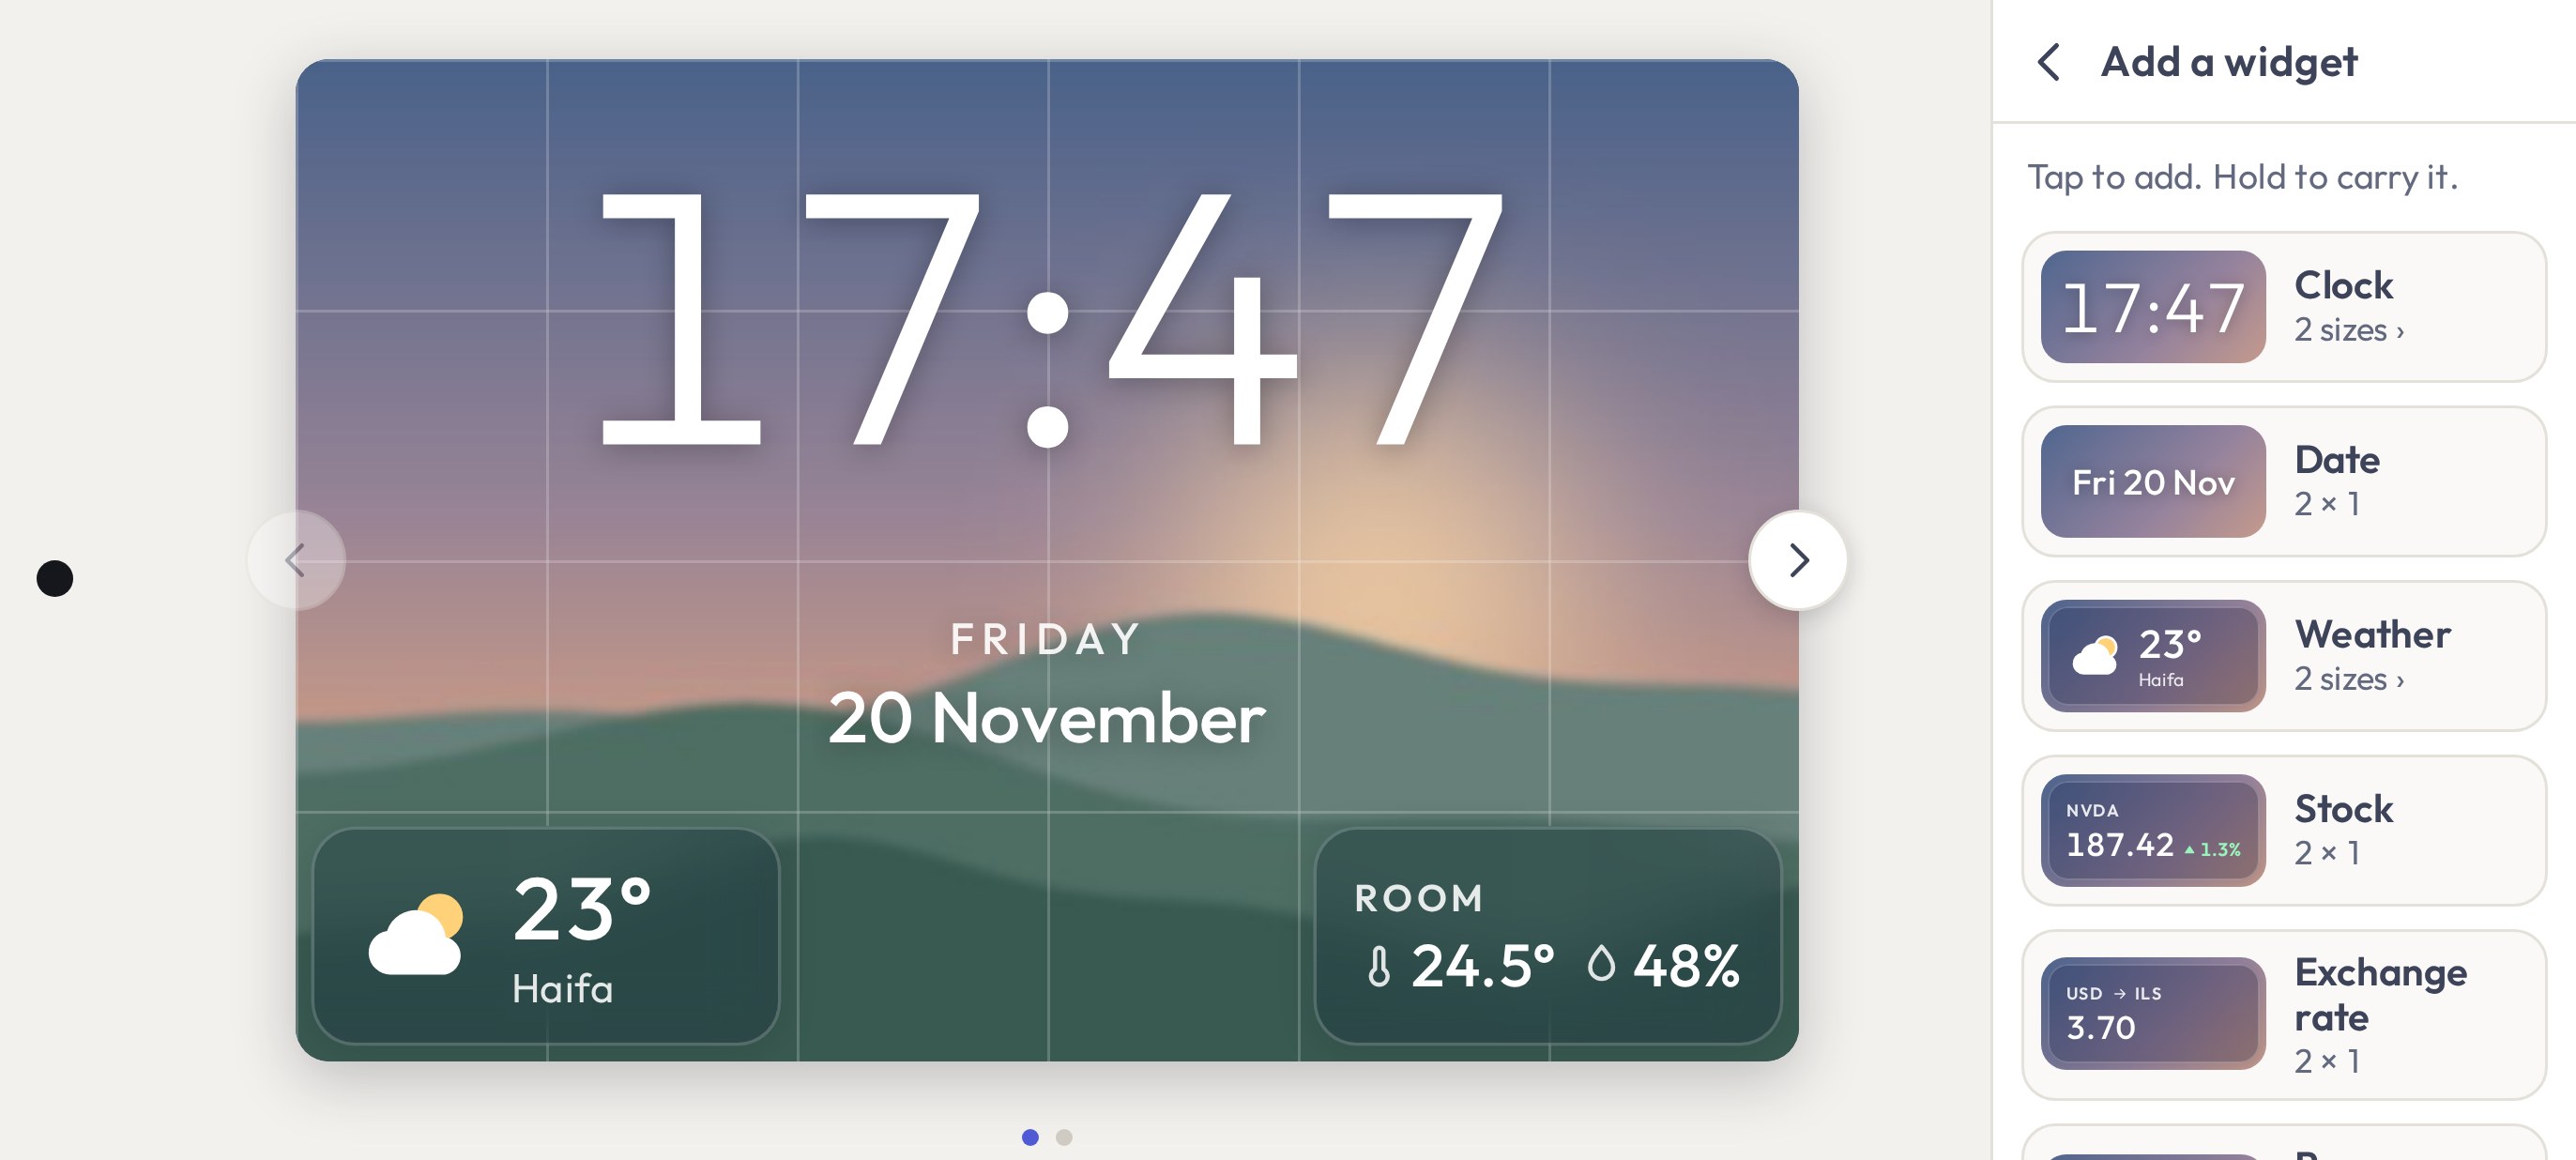 17:47
FRIDAY
20 November
23°
Haifa
ROOM
24.5° 48%
Add a widget
Tap to add. Hold to carry it.
17:47
Clock
2 sizes ›
Fri 20 Nov
Date
2 × 1
23°
Haifa
Weather
2 sizes ›
NVDA
187.42 ▲ 1.3%
Stock
2 × 1
USD → ILS
3.70
Exchange
rate
2 × 1